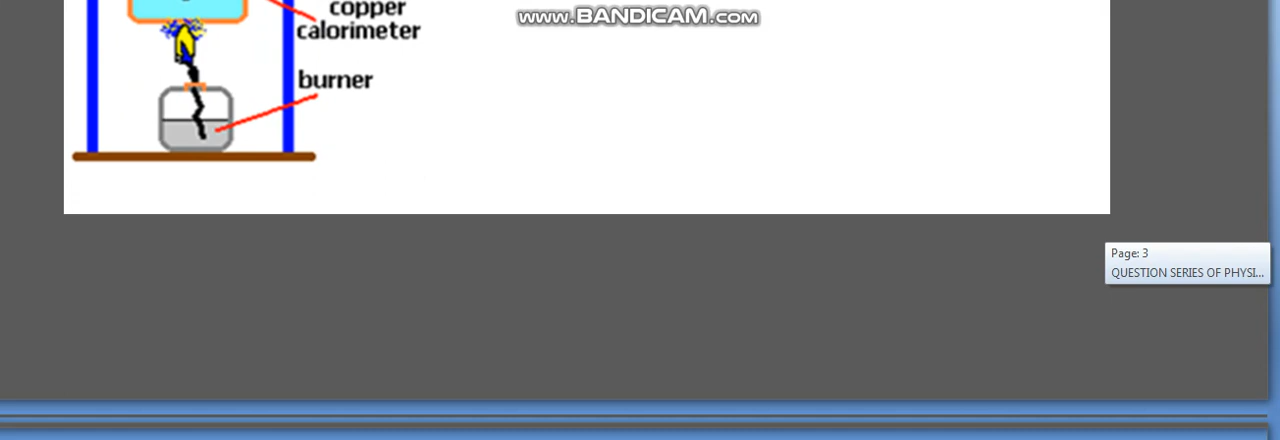 www.BANDICAM.com
copper
calorimeter
burner
Page: 3
QUESTION SERIES OF PHYSI...